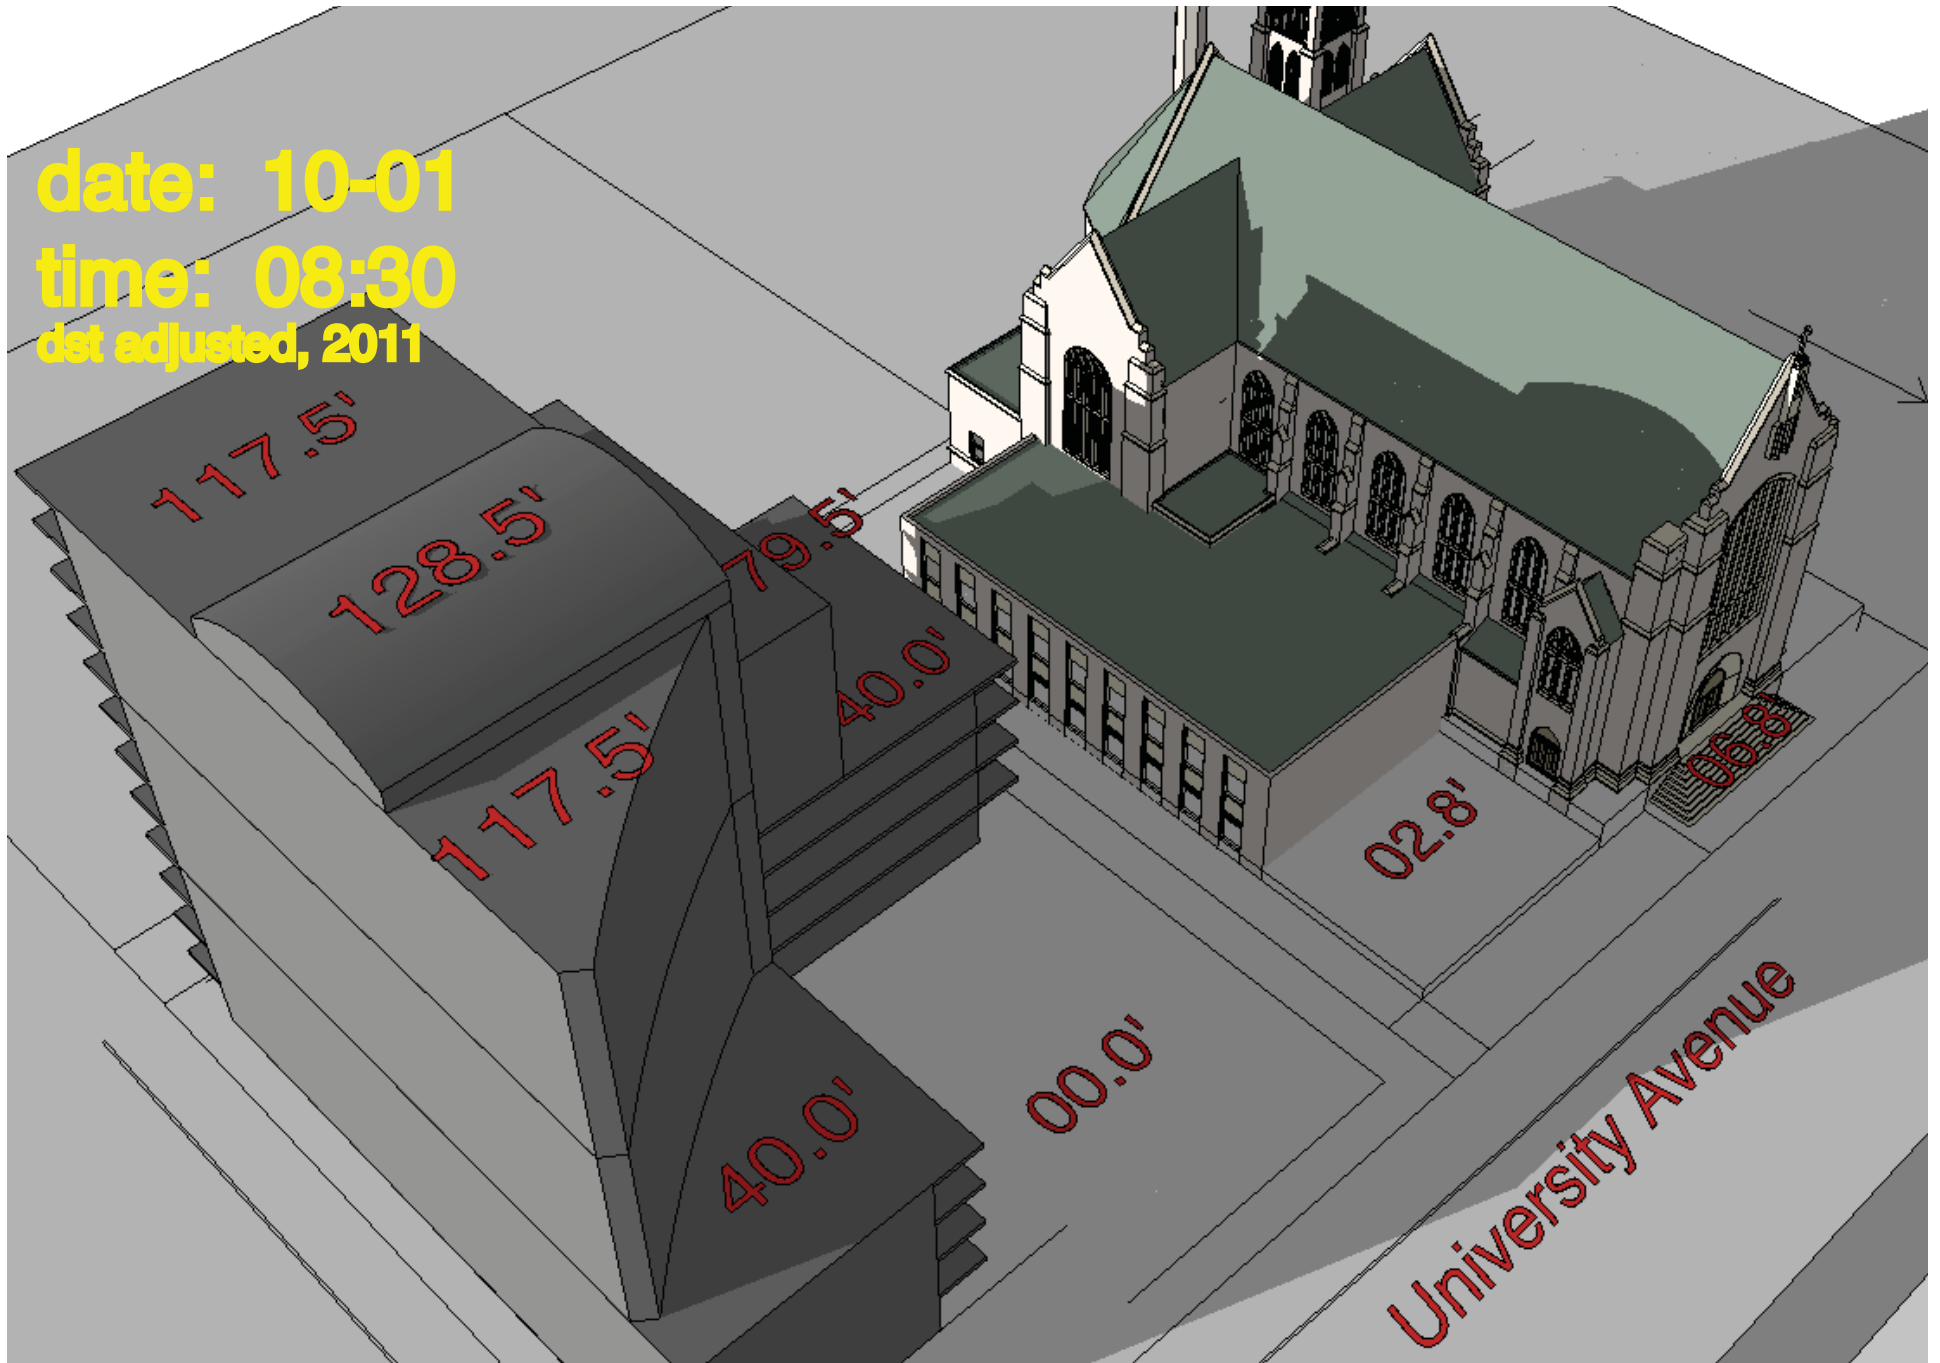 date: 10-01
time: 08:30
dst adjusted, 2011
117.5'
128.5'
79.5'
40.0'
117.5'
06.8'
02.8'
00.0'
40.0'
University Avenue